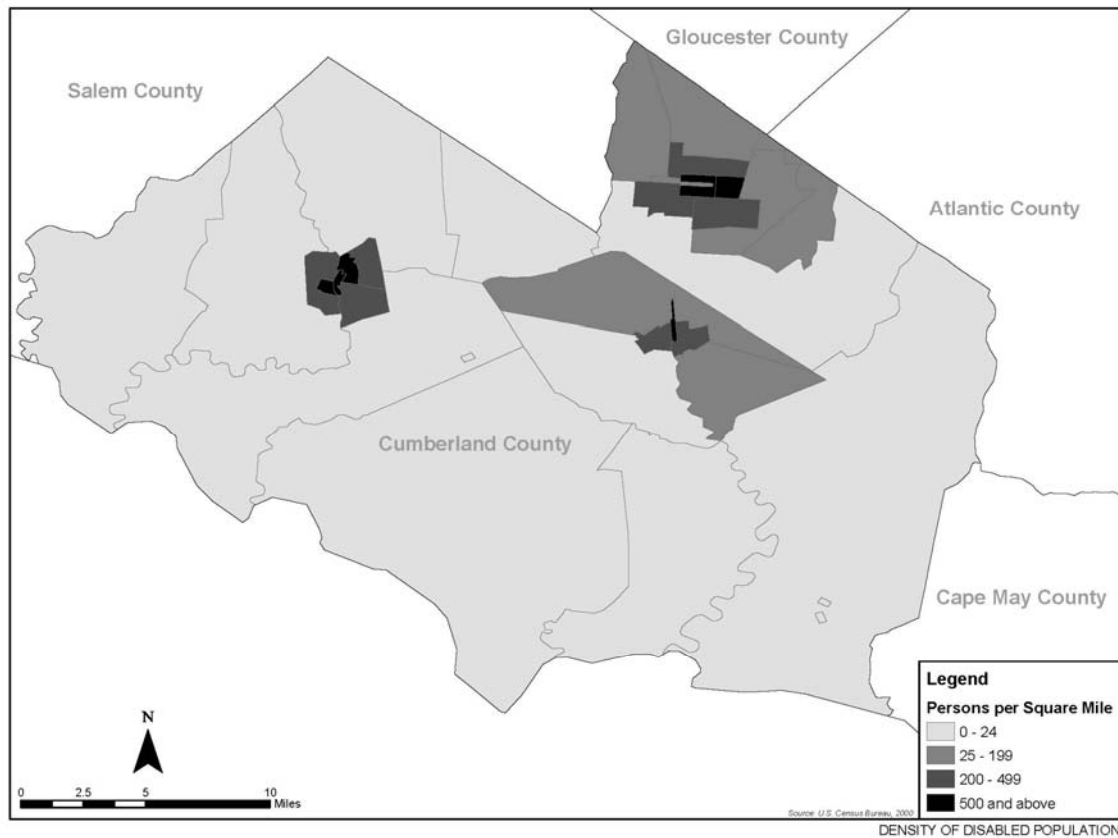 Gloucester County
Salem County
Atlantic County
Cumberland County
Cape May County
Legend
Persons per Square Mile
0 - 24
25 - 199
200 - 499
500 and above
N
0 2.5 5 10
Miles
Source: U.S. Census Bureau, 2000
DENSITY OF DISABLED POPULATION